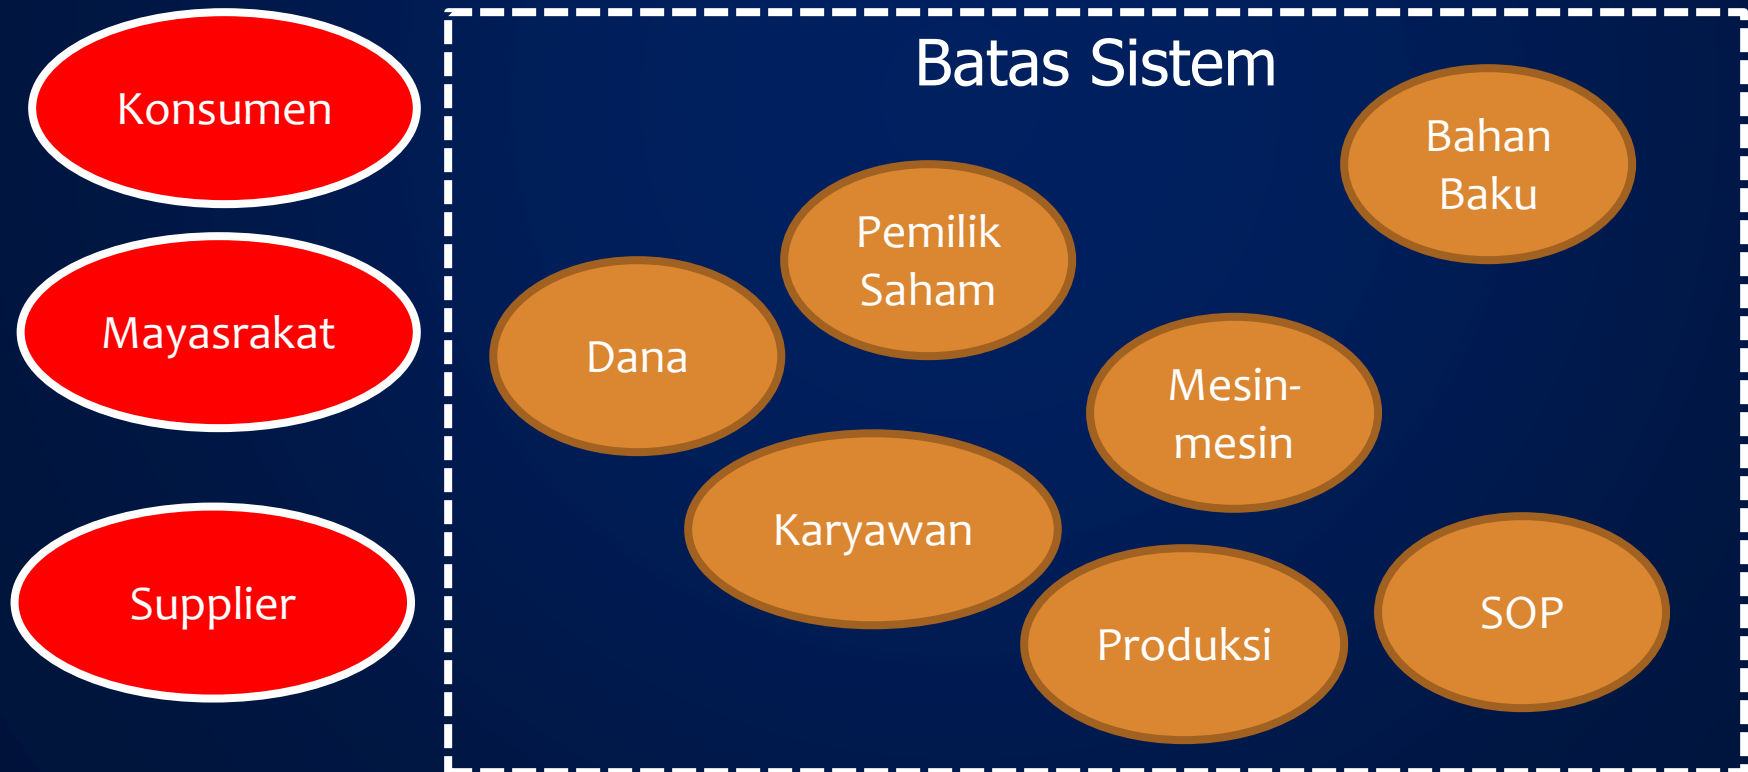 Konsumen
Mayasrakat
Supplier
Batas Sistem
Bahan
Baku
Pemilik
Saham
Dana
Mesin-
mesin
Karyawan
Produksi
SOP